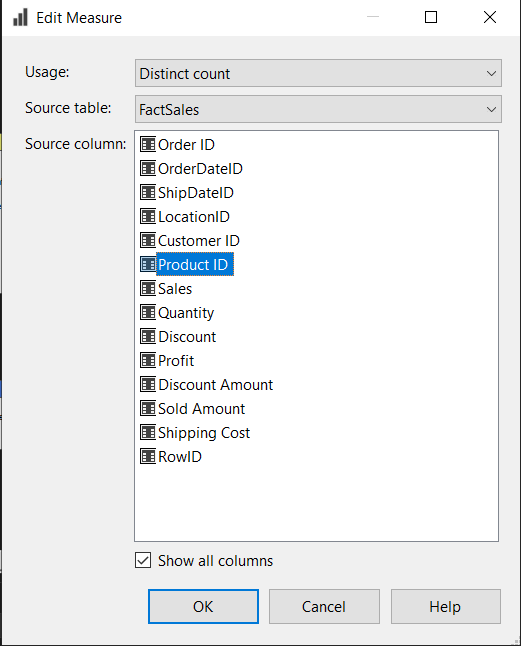 Edit Measure
Usage: Distinct count
Source table: FactSales
Source column: Order ID
OrderDateID
ShipDateID
LocationID
Customer ID
Product ID
Sales
Quantity
Discount
Profit
Discount Amount
Sold Amount
Shipping Cost
RowID
Show all columns
OK Cancel Help